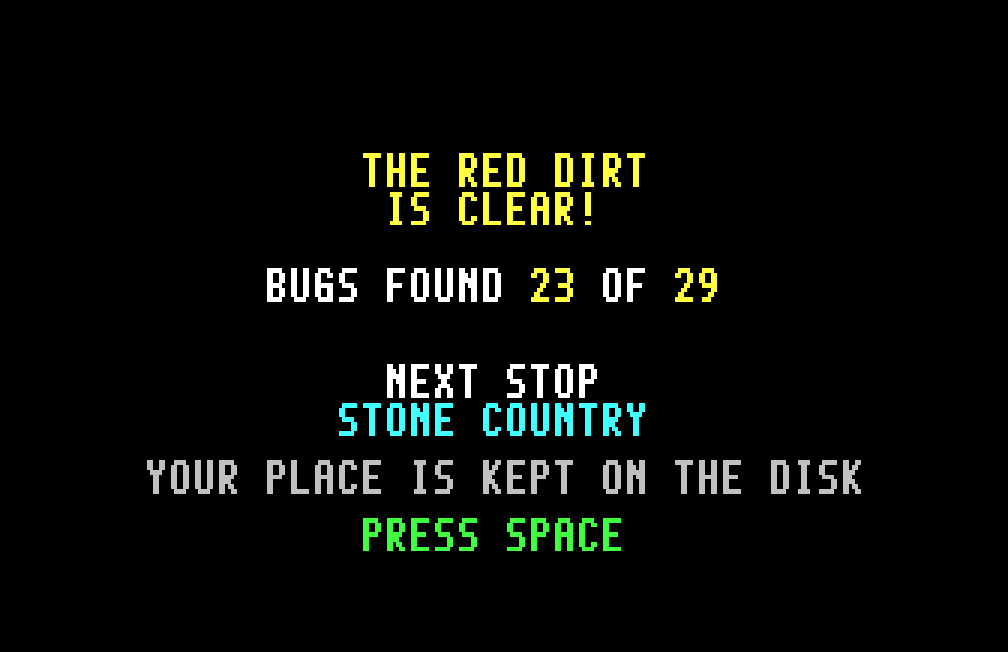 THE RED DIRT
IS CLEAR!
BUGS FOUND 23 OF 29
NEXT STOP
STONE COUNTRY
YOUR PLACE IS KEPT ON THE DISK
PRESS SPACE